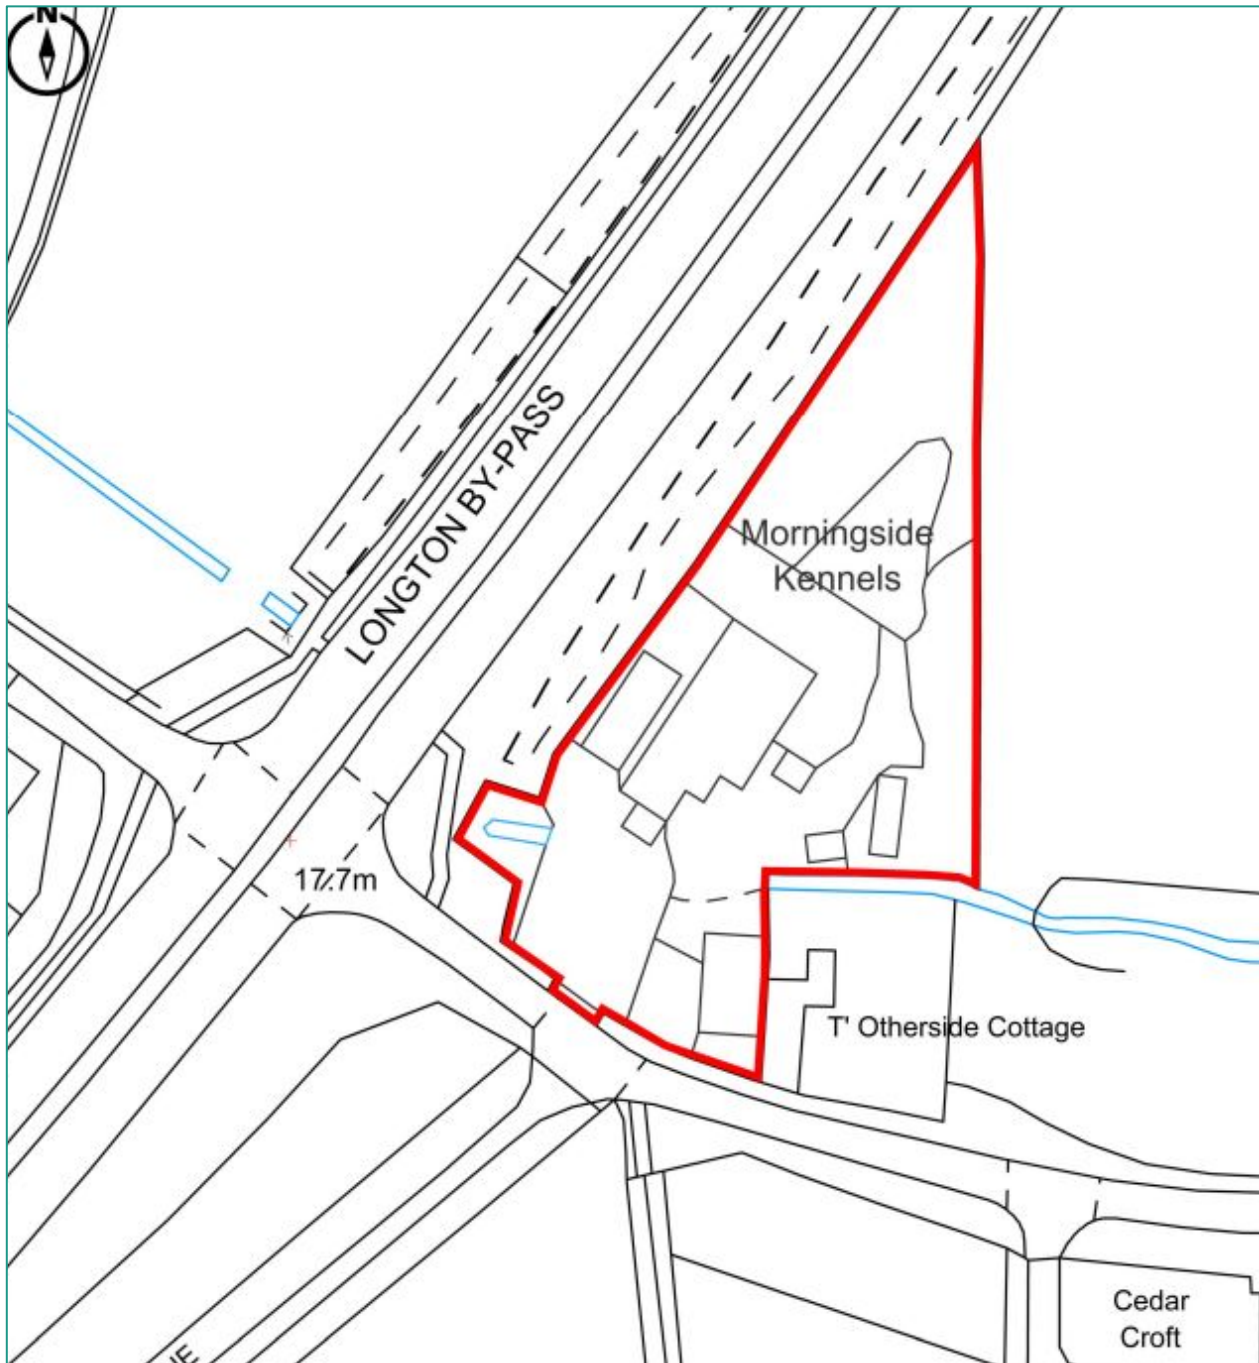 N
LONGTON BY-PASS
Morningside
Kennels
17.7m
T' Otherside Cottage
Cedar
Croft